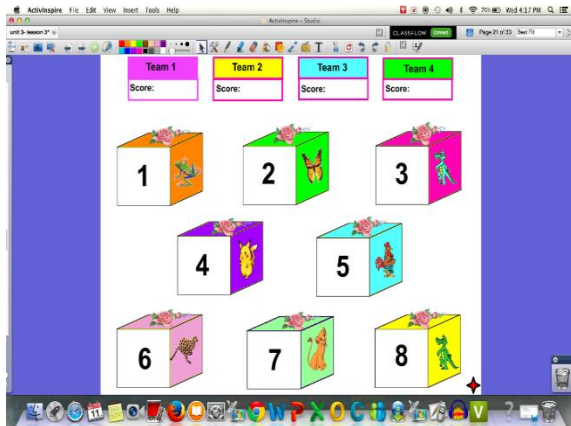 ActivInspire File Edit View Insert Tools Help
Wed 4:17 PM
ActivInspire - Studio
unit 3- lesson 3*
CLASSFLOW
Page 21 of 35
Best Fit
Team 1 Team 2 Team 3 Team 4
Score: Score: Score: Score:
1 2 3
4 5
6 7 8